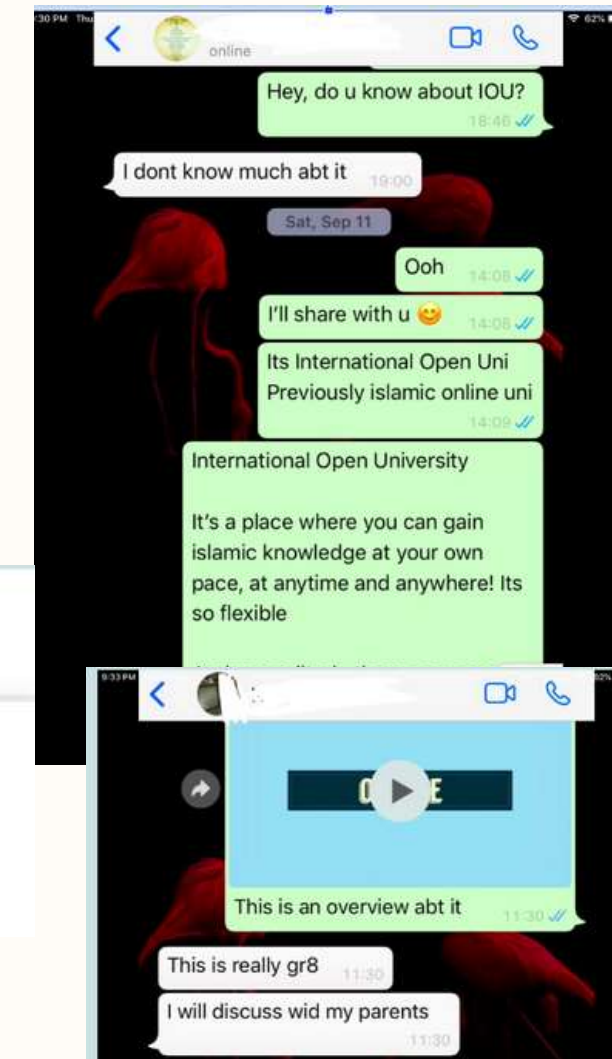 :30 PM Thu
62%
online
Hey, do u know about IOU?
18:46
I dont know much abt it
19:00
Sat, Sep 11
Ooh
14:08
I'll share with u 😊
14:08
Its International Open Uni
Previously islamic online uni
14:09
International Open University
It's a place where you can gain
islamic knowledge at your own
pace, at anytime and anywhere! Its
so flexible
9:33 PM
62%
This is an overview abt it
11:30
This is really gr8
11:30
I will discuss wid my parents
11:30